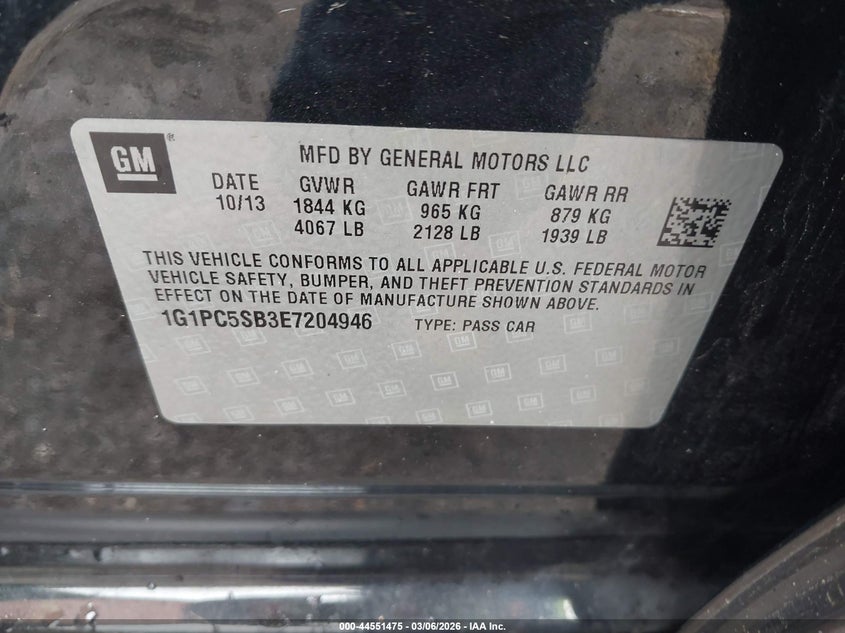 GM
MFD BY GENERAL MOTORS LLC
DATE GVWR GAWR FRT GAWR RR
10/13 1844 KG 965 KG 879 KG
4067 LB 2128 LB 1939 LB
THIS VEHICLE CONFORMS TO ALL APPLICABLE U.S. FEDERAL MOTOR
VEHICLE SAFETY, BUMPER, AND THEFT PREVENTION STANDARDS IN
EFFECT ON THE DATE OF MANUFACTURE SHOWN ABOVE.
1G1PC5SB3E7204946 TYPE: PASS CAR
000-44551475 - 03/06/2026 - IAA Inc.